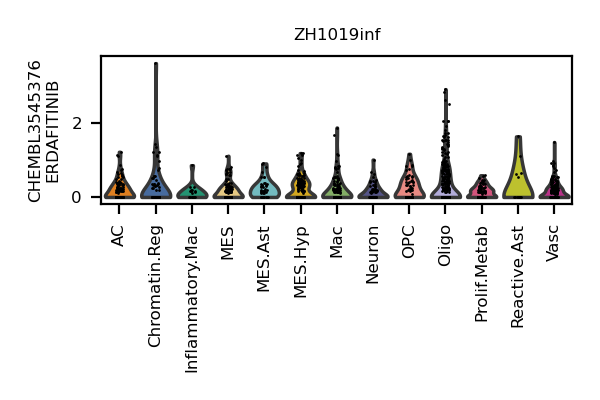 ZH1019inf
CHEMBL3545376
ERDAFITINIB
2
0
AC
Chromatin.Reg
Inflammatory.Mac
MES
MES.Ast
MES.Hyp
Mac
Neuron
OPC
Oligo
Prolif.Metab
Reactive.Ast
Vasc